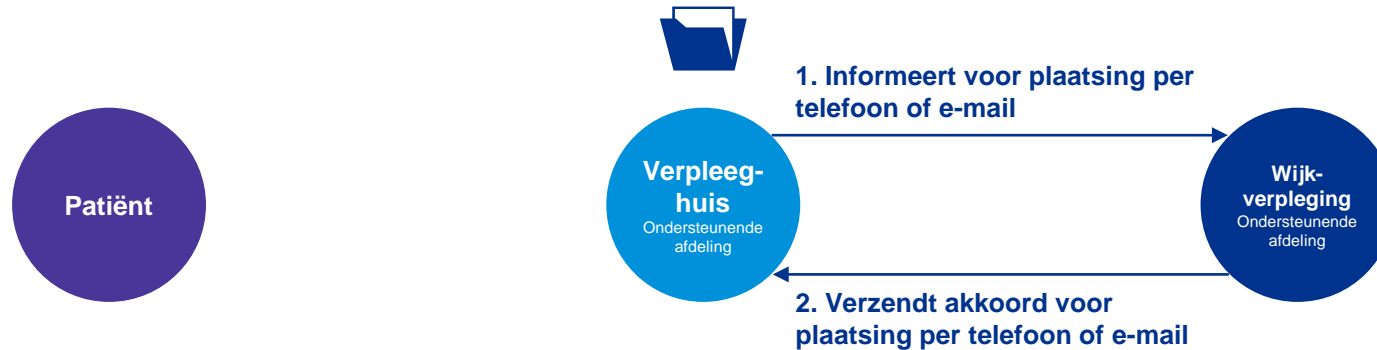 1. Informeert voor plaatsing per
telefoon of e-mail
Patiënt
Verpleeg-
huis
Ondersteunende
afdeling
Wijk-
verpleging
Ondersteunende
afdeling
2. Verzendt akkoord voor
plaatsing per telefoon of e-mail